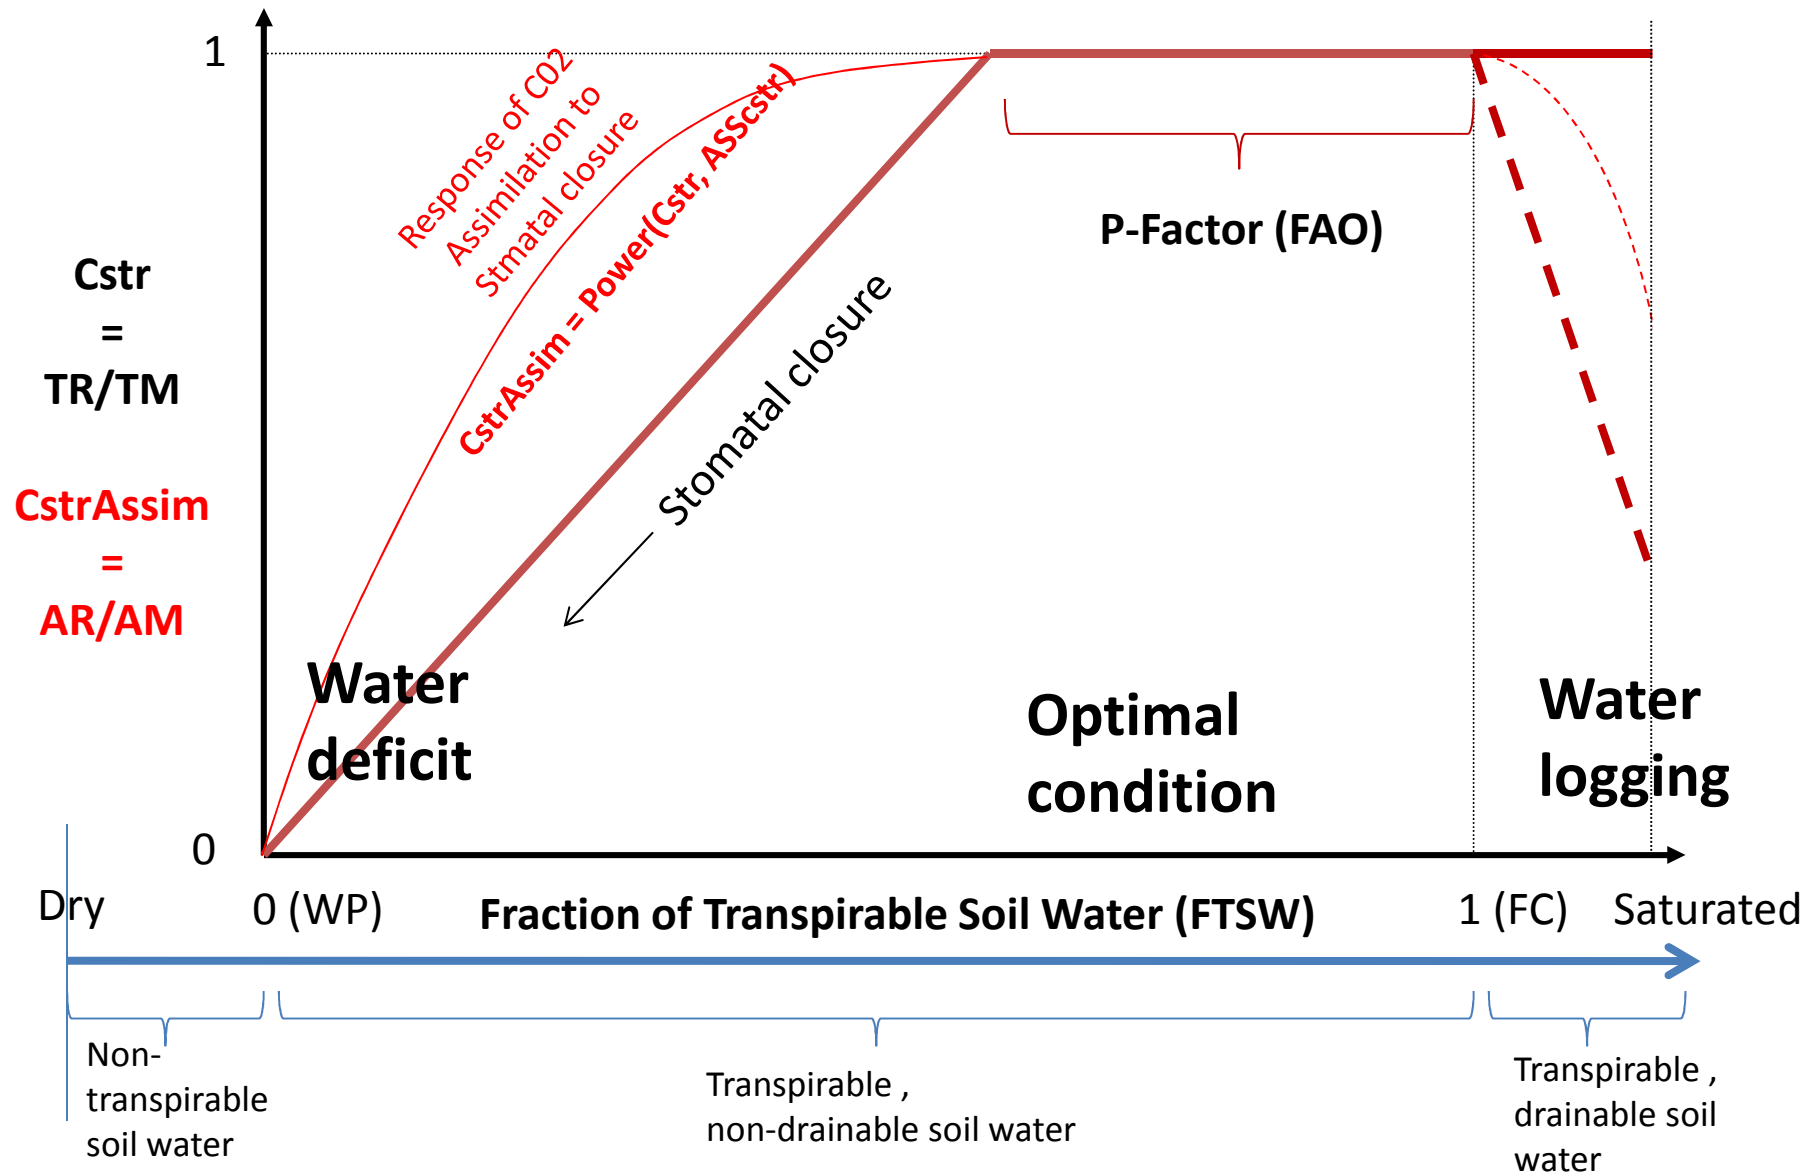 1
Response of C02
Assimilation to
Stmatal closure
CstrAssim = Power(Cstr, ASScstr)
Stomatal closure
P-Factor (FAO)
Cstr
=
TR/TM
CstrAssim
=
AR/AM
Water
deficit
Optimal
condition
Water
logging
0
Dry
0 (WP)
Fraction of Transpirable Soil Water (FTSW)
1 (FC)
Saturated
Non-
transpirable
soil water
Transpirable ,
non-drainable soil water
Transpirable ,
drainable soil
water